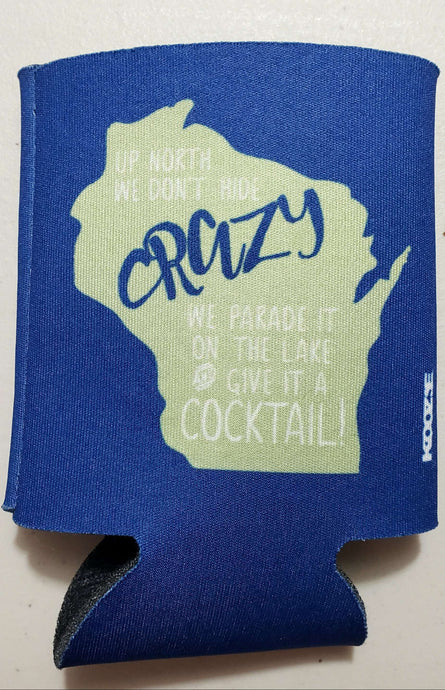 UP NORTH
WE DON'T HIDE
CRAZY
WE PARADE IT
ON THE LAKE
& GIVE IT A
COCKTAIL!
KOOZIE